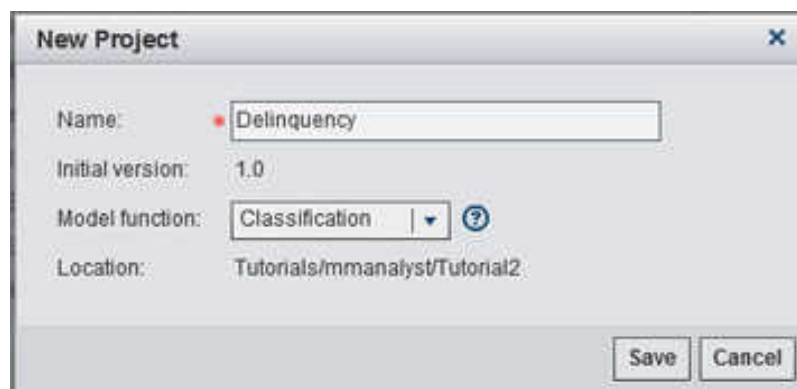 New Project
Name: * Delinquency
Initial version: 1.0
Model function: Classification
Location: Tutorials/mmanalyst/Tutorial2
Save Cancel